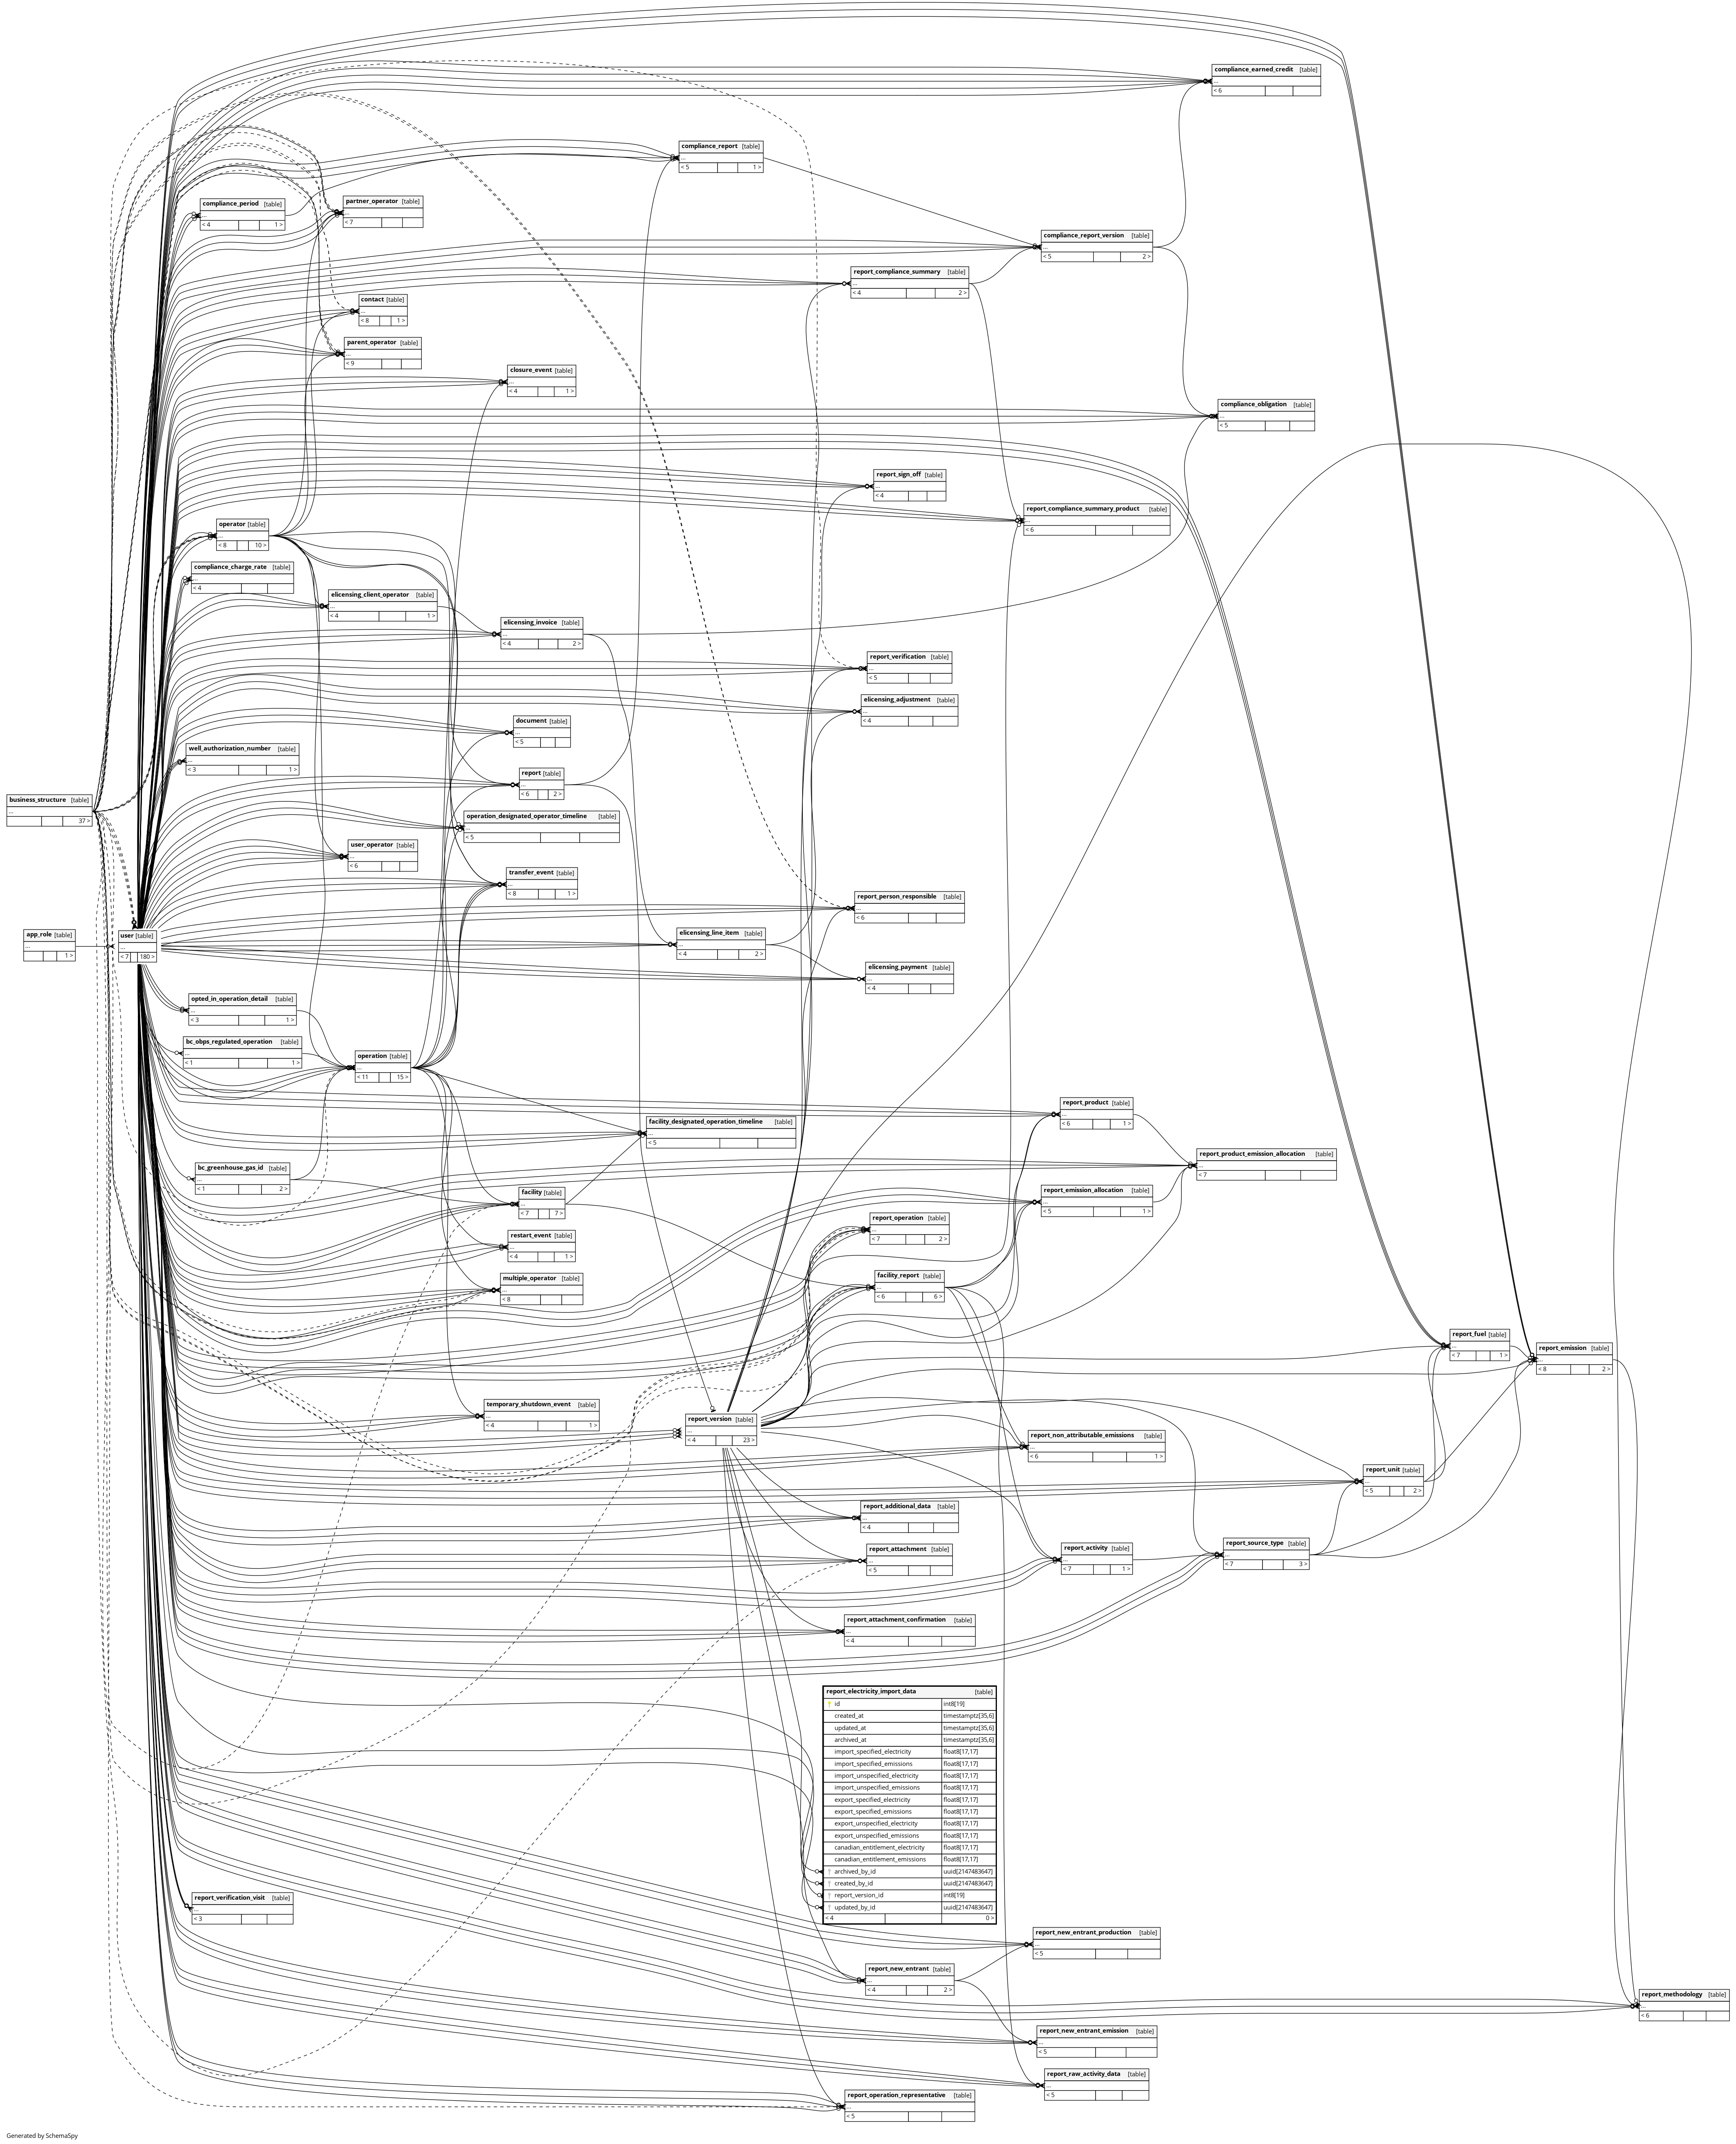 compliance_earned_credit [table]
...
< 6
compliance_report [table]
...
< 5 1 >
compliance_period [table]
...
< 4 1 >
partner_operator [table]
...
< 7
compliance_report_version [table]
...
< 5 2 >
report_compliance_summary [table]
...
< 4 2 >
contact [table]
...
< 8 1 >
parent_operator [table]
...
< 9
closure_event [table]
...
< 4 1 >
compliance_obligation [table]
...
< 5
report_sign_off [table]
...
< 4
report_compliance_summary_product [table]
...
< 6
operator [table]
...
< 8 10 >
compliance_charge_rate [table]
...
< 4
elicensing_client_operator [table]
...
< 4 1 >
elicensing_invoice [table]
...
< 4 2 >
report_verification [table]
...
< 5
elicensing_adjustment [table]
...
< 4
document [table]
...
< 5
well_authorization_number [table]
...
< 3 1 >
report [table]
...
< 6 2 >
business_structure [table]
...
37 >
operation_designated_operator_timeline [table]
...
< 5
user_operator [table]
...
< 6
transfer_event [table]
...
< 8 1 >
report_person_responsible [table]
...
< 6
app_role [table]
...
1 >
user [table]
...
< 7 180 >
elicensing_line_item [table]
...
< 4 2 >
elicensing_payment [table]
...
< 4
opted_in_operation_detail [table]
...
< 3 1 >
bc_obps_regulated_operation [table]
...
< 1 1 >
operation [table]
...
< 11 15 >
report_product [table]
...
< 6 1 >
facility_designated_operation_timeline [table]
...
< 5
report_product_emission_allocation [table]
...
< 7
bc_greenhouse_gas_id [table]
...
< 1 2 >
facility [table]
...
< 7 7 >
report_emission_allocation [table]
...
< 5 1 >
report_operation [table]
...
< 7 2 >
restart_event [table]
...
< 4 1 >
multiple_operator [table]
...
< 8
facility_report [table]
...
< 6 6 >
report_fuel [table]
...
< 7 1 >
report_emission [table]
...
< 8 2 >
temporary_shutdown_event [table]
...
< 4 1 >
report_version [table]
...
< 4 23 >
report_non_attributable_emissions [table]
...
< 6 1 >
report_unit [table]
...
< 5 2 >
report_additional_data [table]
...
< 4
report_attachment [table]
...
< 5
report_activity [table]
...
< 7 1 >
report_source_type [table]
...
< 7 3 >
report_attachment_confirmation [table]
...
< 4
report_electricity_import_data [table]
id int8[19]
created_at timestamptz[35,6]
updated_at timestamptz[35,6]
archived_at timestamptz[35,6]
import_specified_electricity float8[17,17]
import_specified_emissions float8[17,17]
import_unspecified_electricity float8[17,17]
import_unspecified_emissions float8[17,17]
export_specified_electricity float8[17,17]
export_specified_emissions float8[17,17]
export_unspecified_electricity float8[17,17]
export_unspecified_emissions float8[17,17]
canadian_entitlement_electricity float8[17,17]
canadian_entitlement_emissions float8[17,17]
archived_by_id uuid[2147483647]
created_by_id uuid[2147483647]
report_version_id int8[19]
updated_by_id uuid[2147483647]
< 4 0 >
report_verification_visit [table]
...
< 3
report_new_entrant_production [table]
...
< 5
report_new_entrant [table]
...
< 4 2 >
report_methodology [table]
...
< 6
report_new_entrant_emission [table]
...
< 5
report_raw_activity_data [table]
...
< 5
report_operation_representative [table]
...
< 5
Generated by SchemaSpy